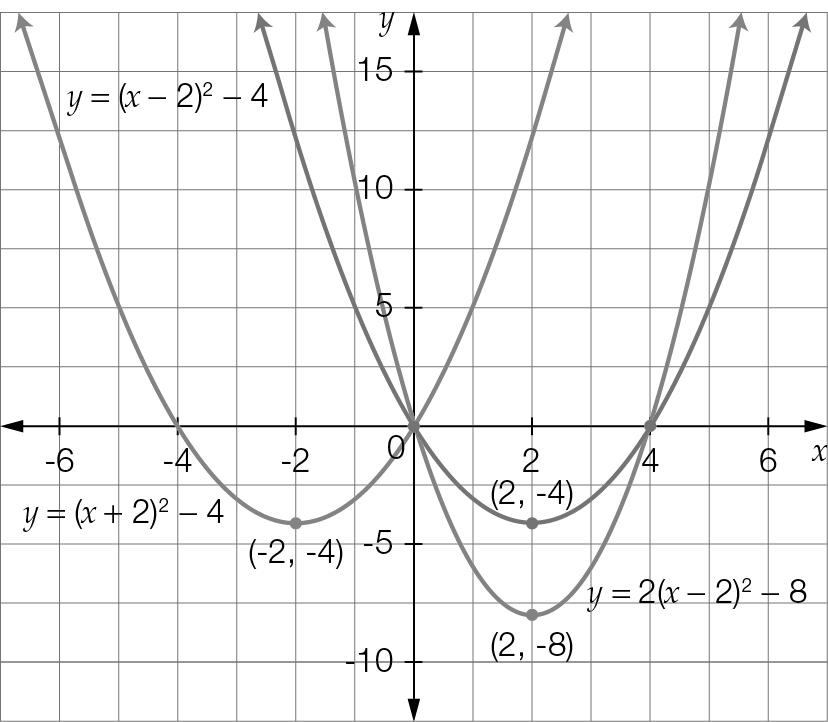 y
15
y = (x − 2)² − 4
10
5
0
-6 -4 -2 2 4 6 x
(2, -4)
y = (x + 2)² − 4
(-2, -4)
-5
y = 2(x − 2)² − 8
(2, -8)
-10